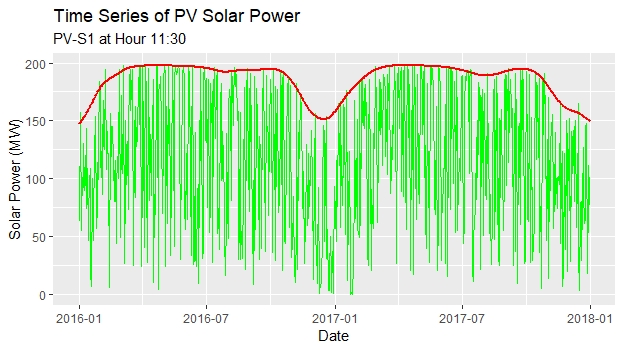 Time Series of PV Solar Power
PV-S1 at Hour 11:30
Solar Power (MW)
200
150
100
50
0
2016-01
2016-07
2017-01
2017-07
2018-01
Date